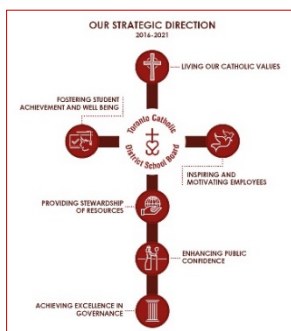 OUR STRATEGIC DIRECTION
2016-2021
LIVING OUR CATHOLIC VALUES
FOSTERING STUDENT
ACHIEVEMENT AND WELL BEING
Toronto Catholic
District School Board
INSPIRING AND
MOTIVATING EMPLOYEES
PROVIDING STEWARDSHIP
OF RESOURCES
ENHANCING PUBLIC
CONFIDENCE
ACHIEVING EXCELLENCE IN
GOVERNANCE